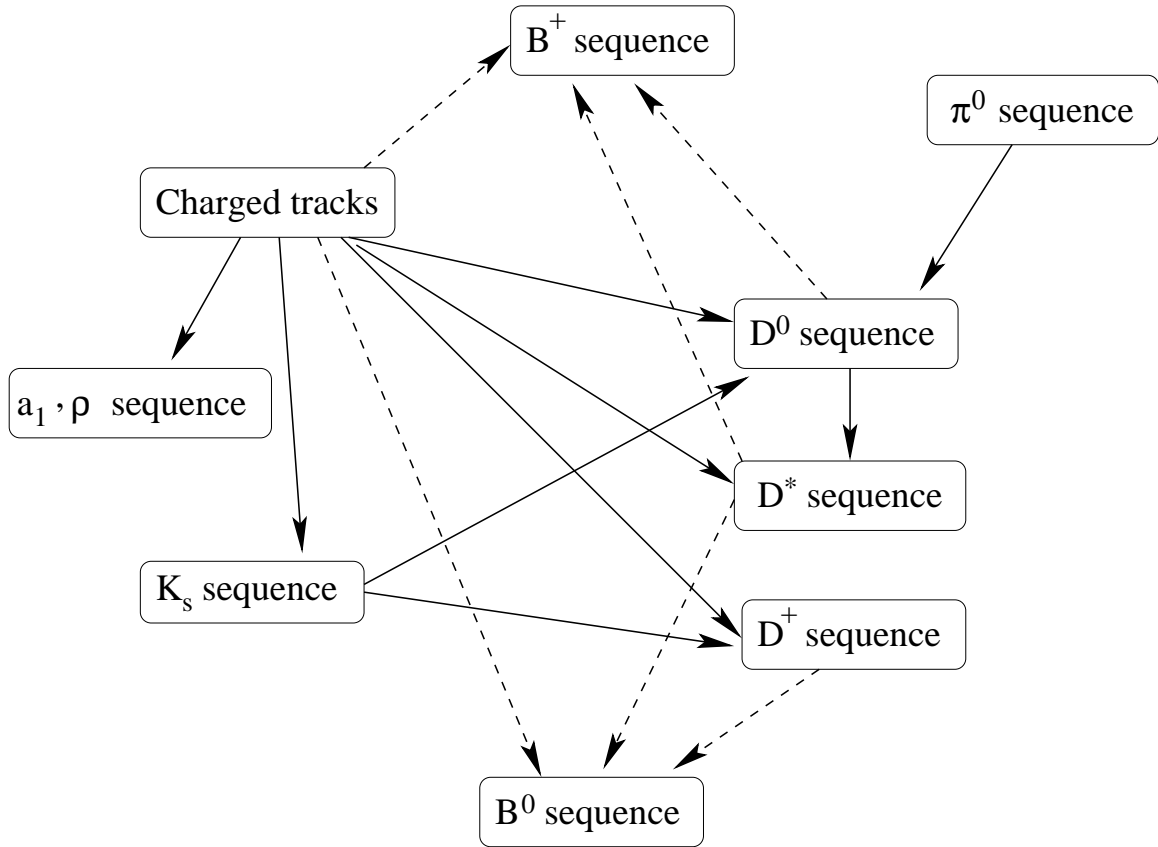 B⁺ sequence
π⁰ sequence
Charged tracks
D⁰ sequence
a₁, ρ sequence
D* sequence
Kₛ sequence
D⁺ sequence
B⁰ sequence